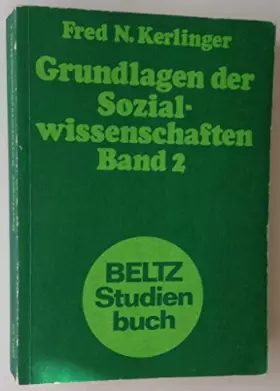 Fred N. Kerlinger
Grundlagen der
Sozial-
wissenschaften
Band 2
BELTZ
Studien
buch